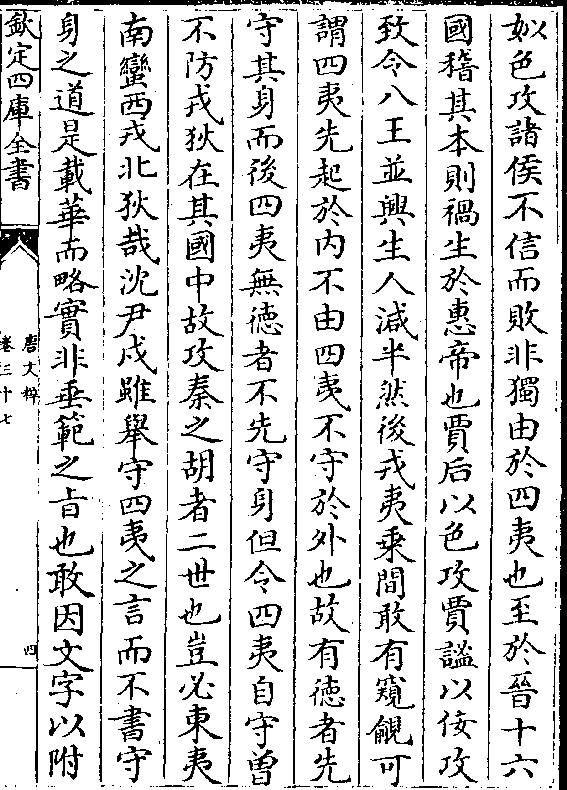 姒色攻諸侯不信而敗非獨由於四夷也至於晉十六
國稽其本則禍生於惠帝也賈后以色攻賈謐以佞攻
致令八王並興生人減半然後戎夷乗間敢有窺覦可
謂四夷先起於内不由四夷不守於外也故有徳者先
守其身而後四夷無徳者不先守身但令四夷自守曾
不防戎狄在其國中故攻秦之胡者二世也豈必東夷
南蠻西戎北狄哉沈尹戍雖舉守四夷之言而不書守
身之道是載華而略實非垂範之旨也敢因文字以附
欽定四庫全書
唐文粹
卷三十七
四